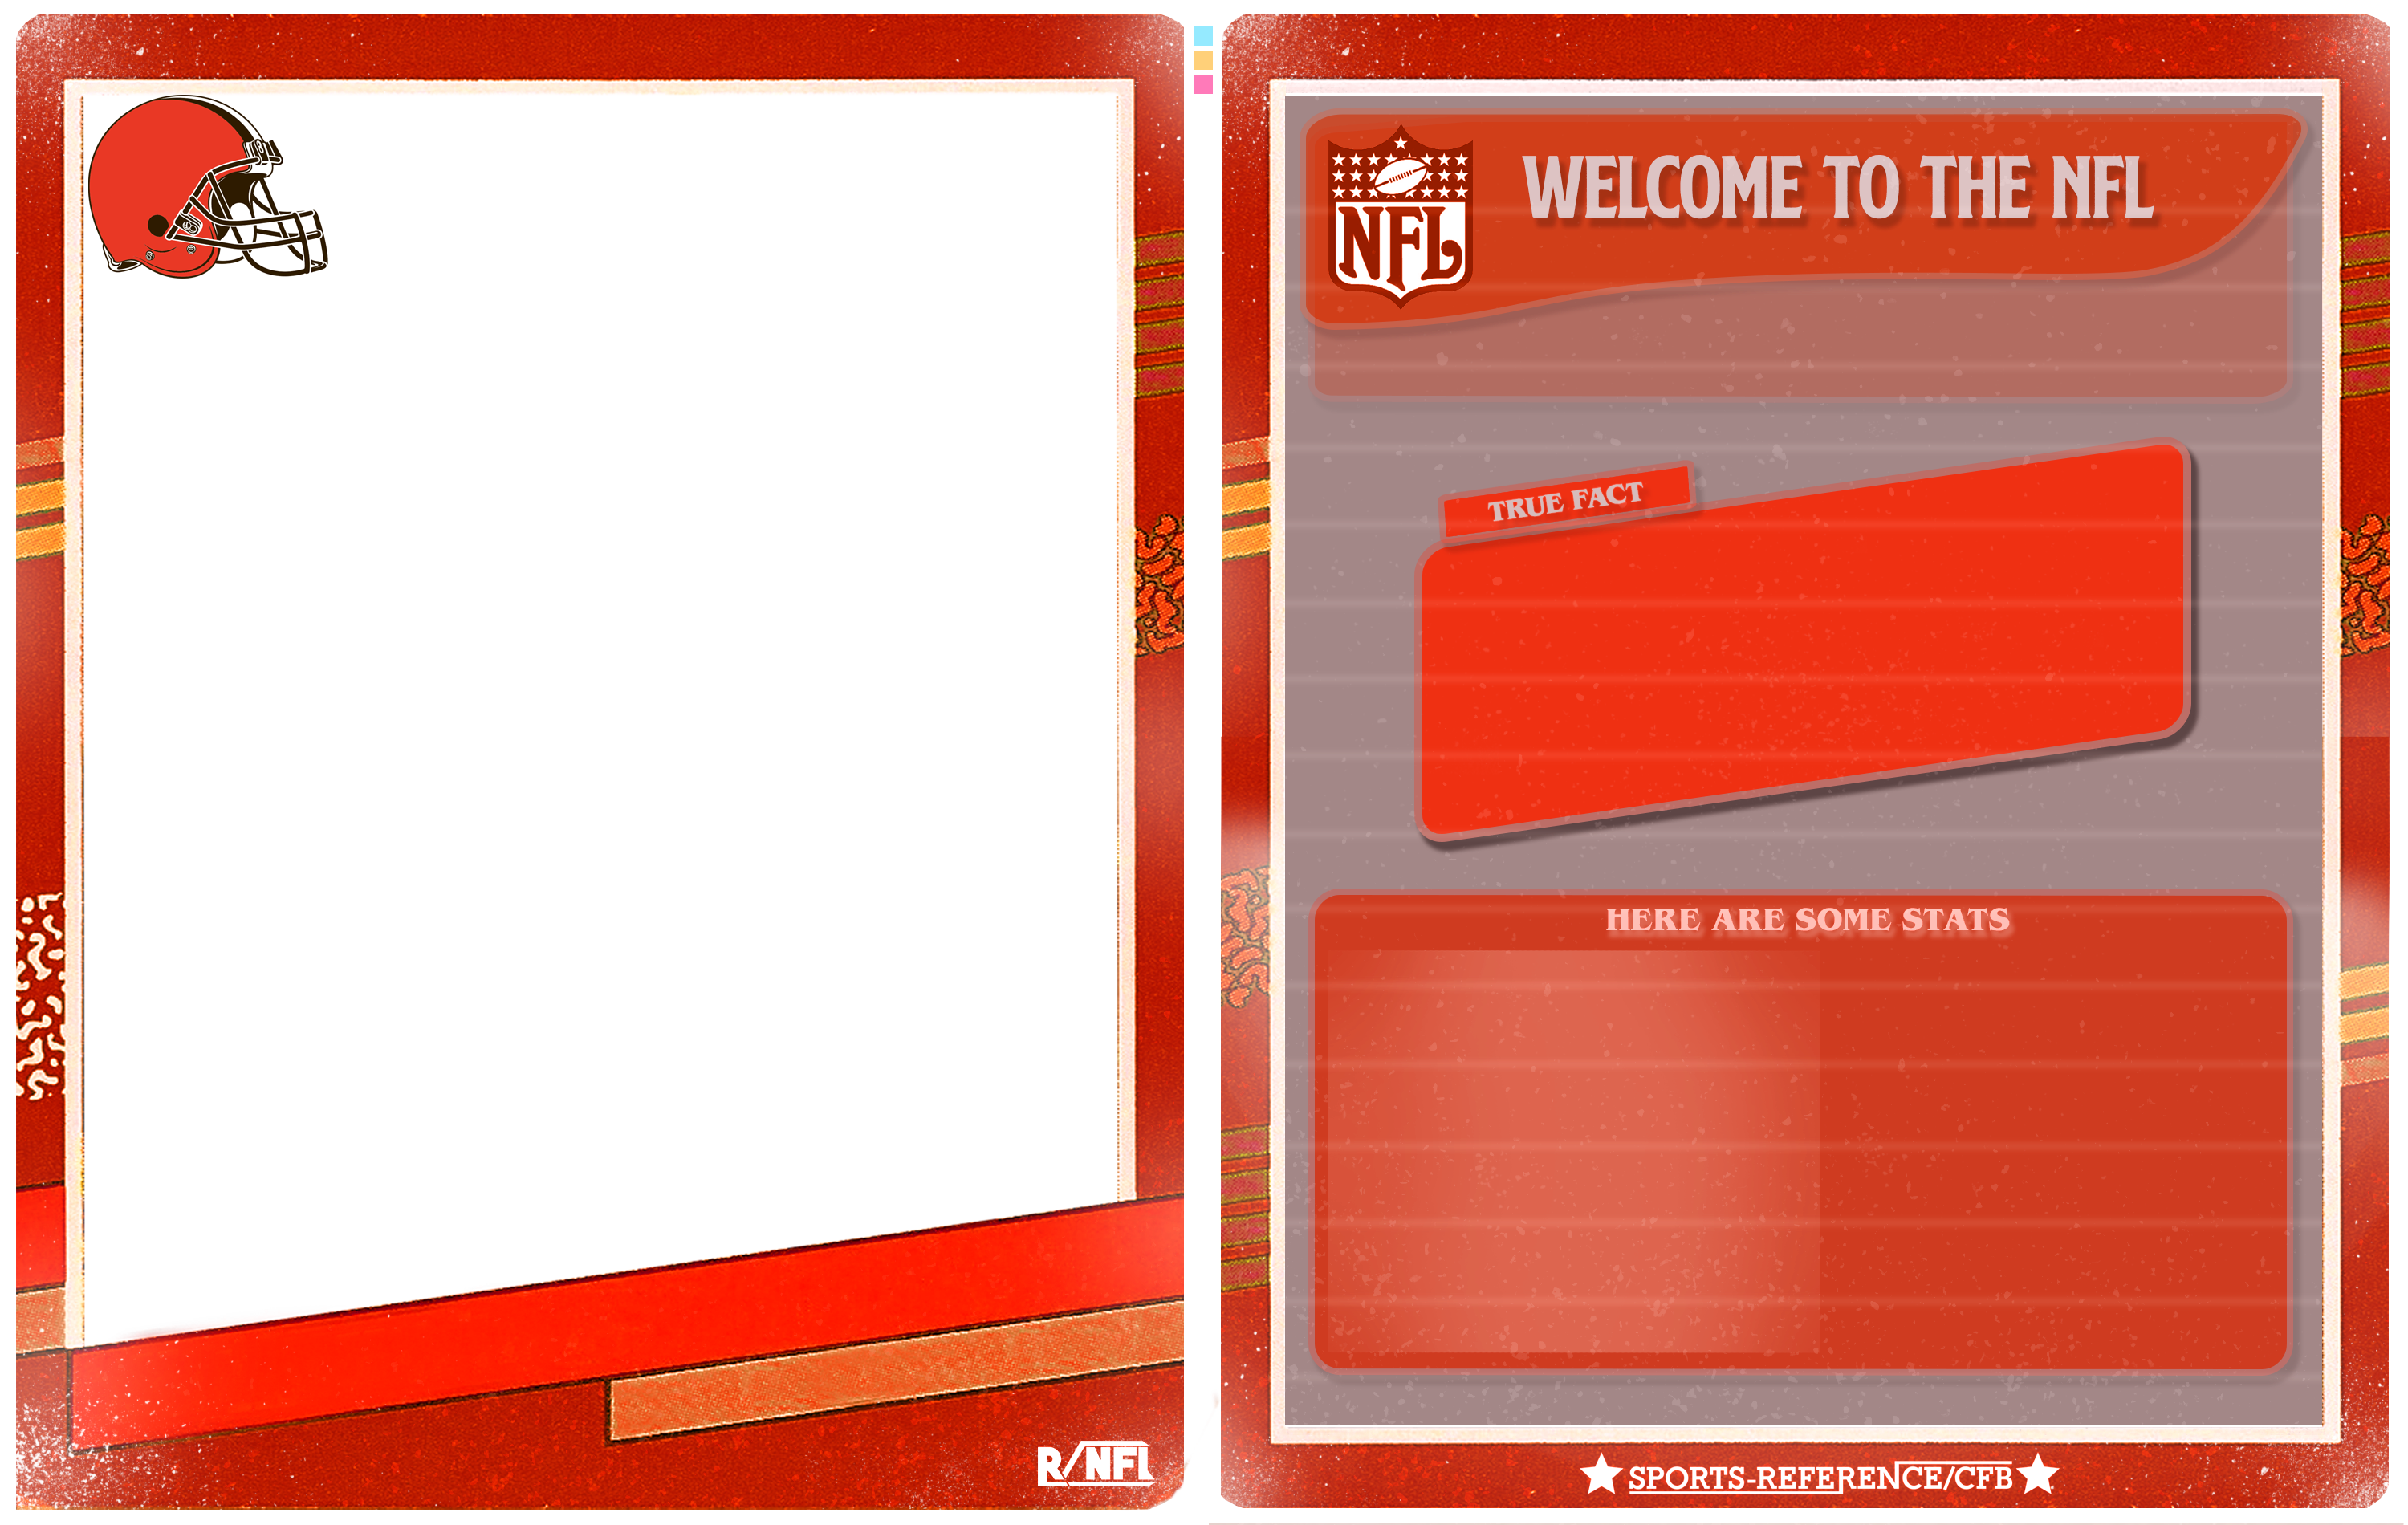 R/NFL
WELCOME TO THE NFL
NFL
TRUE FACT
HERE ARE SOME STATS
SPORTS-REFERENCE/CFB